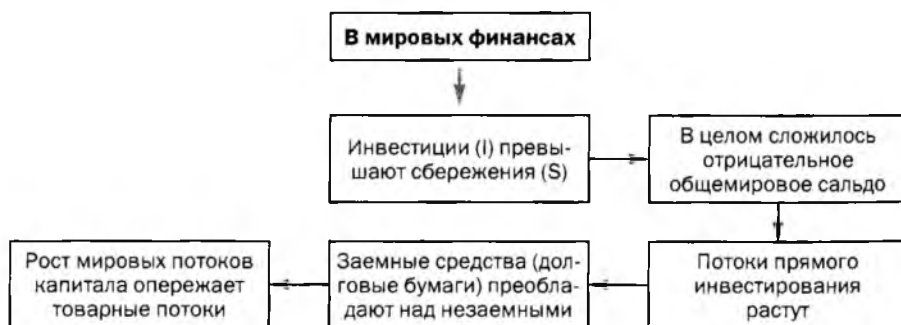 В мировых финансах
Инвестиции (I) превы-
шают сбережения (S)
В целом сложилось
отрицательное
общемировое сальдо
Потоки прямого
инвестирования
растут
Заемные средства (дол-
говые бумаги) преобла-
дают над незаемными
Рост мировых потоков
капитала опережает
товарные потоки